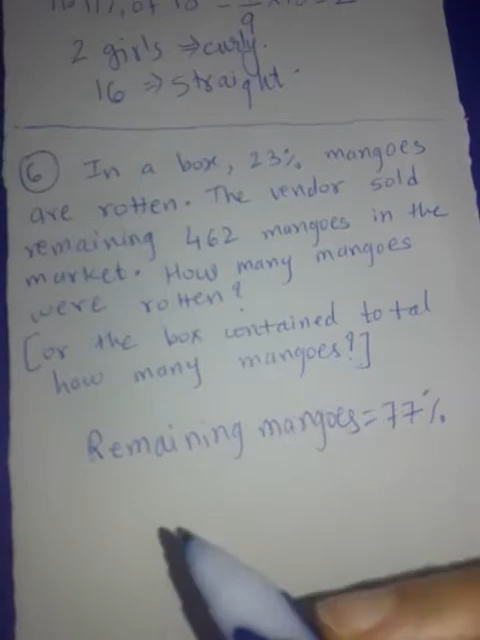 2 girls ⇒ curly.
16 ⇒ straight.
6 In a box, 23% mangoes
are rotten. The vendor sold
remaining 462 mangoes in the
market. How many mangoes
were rotten?
[or the box contained total
how many mangoes?]
Remaining mangoes = 77%